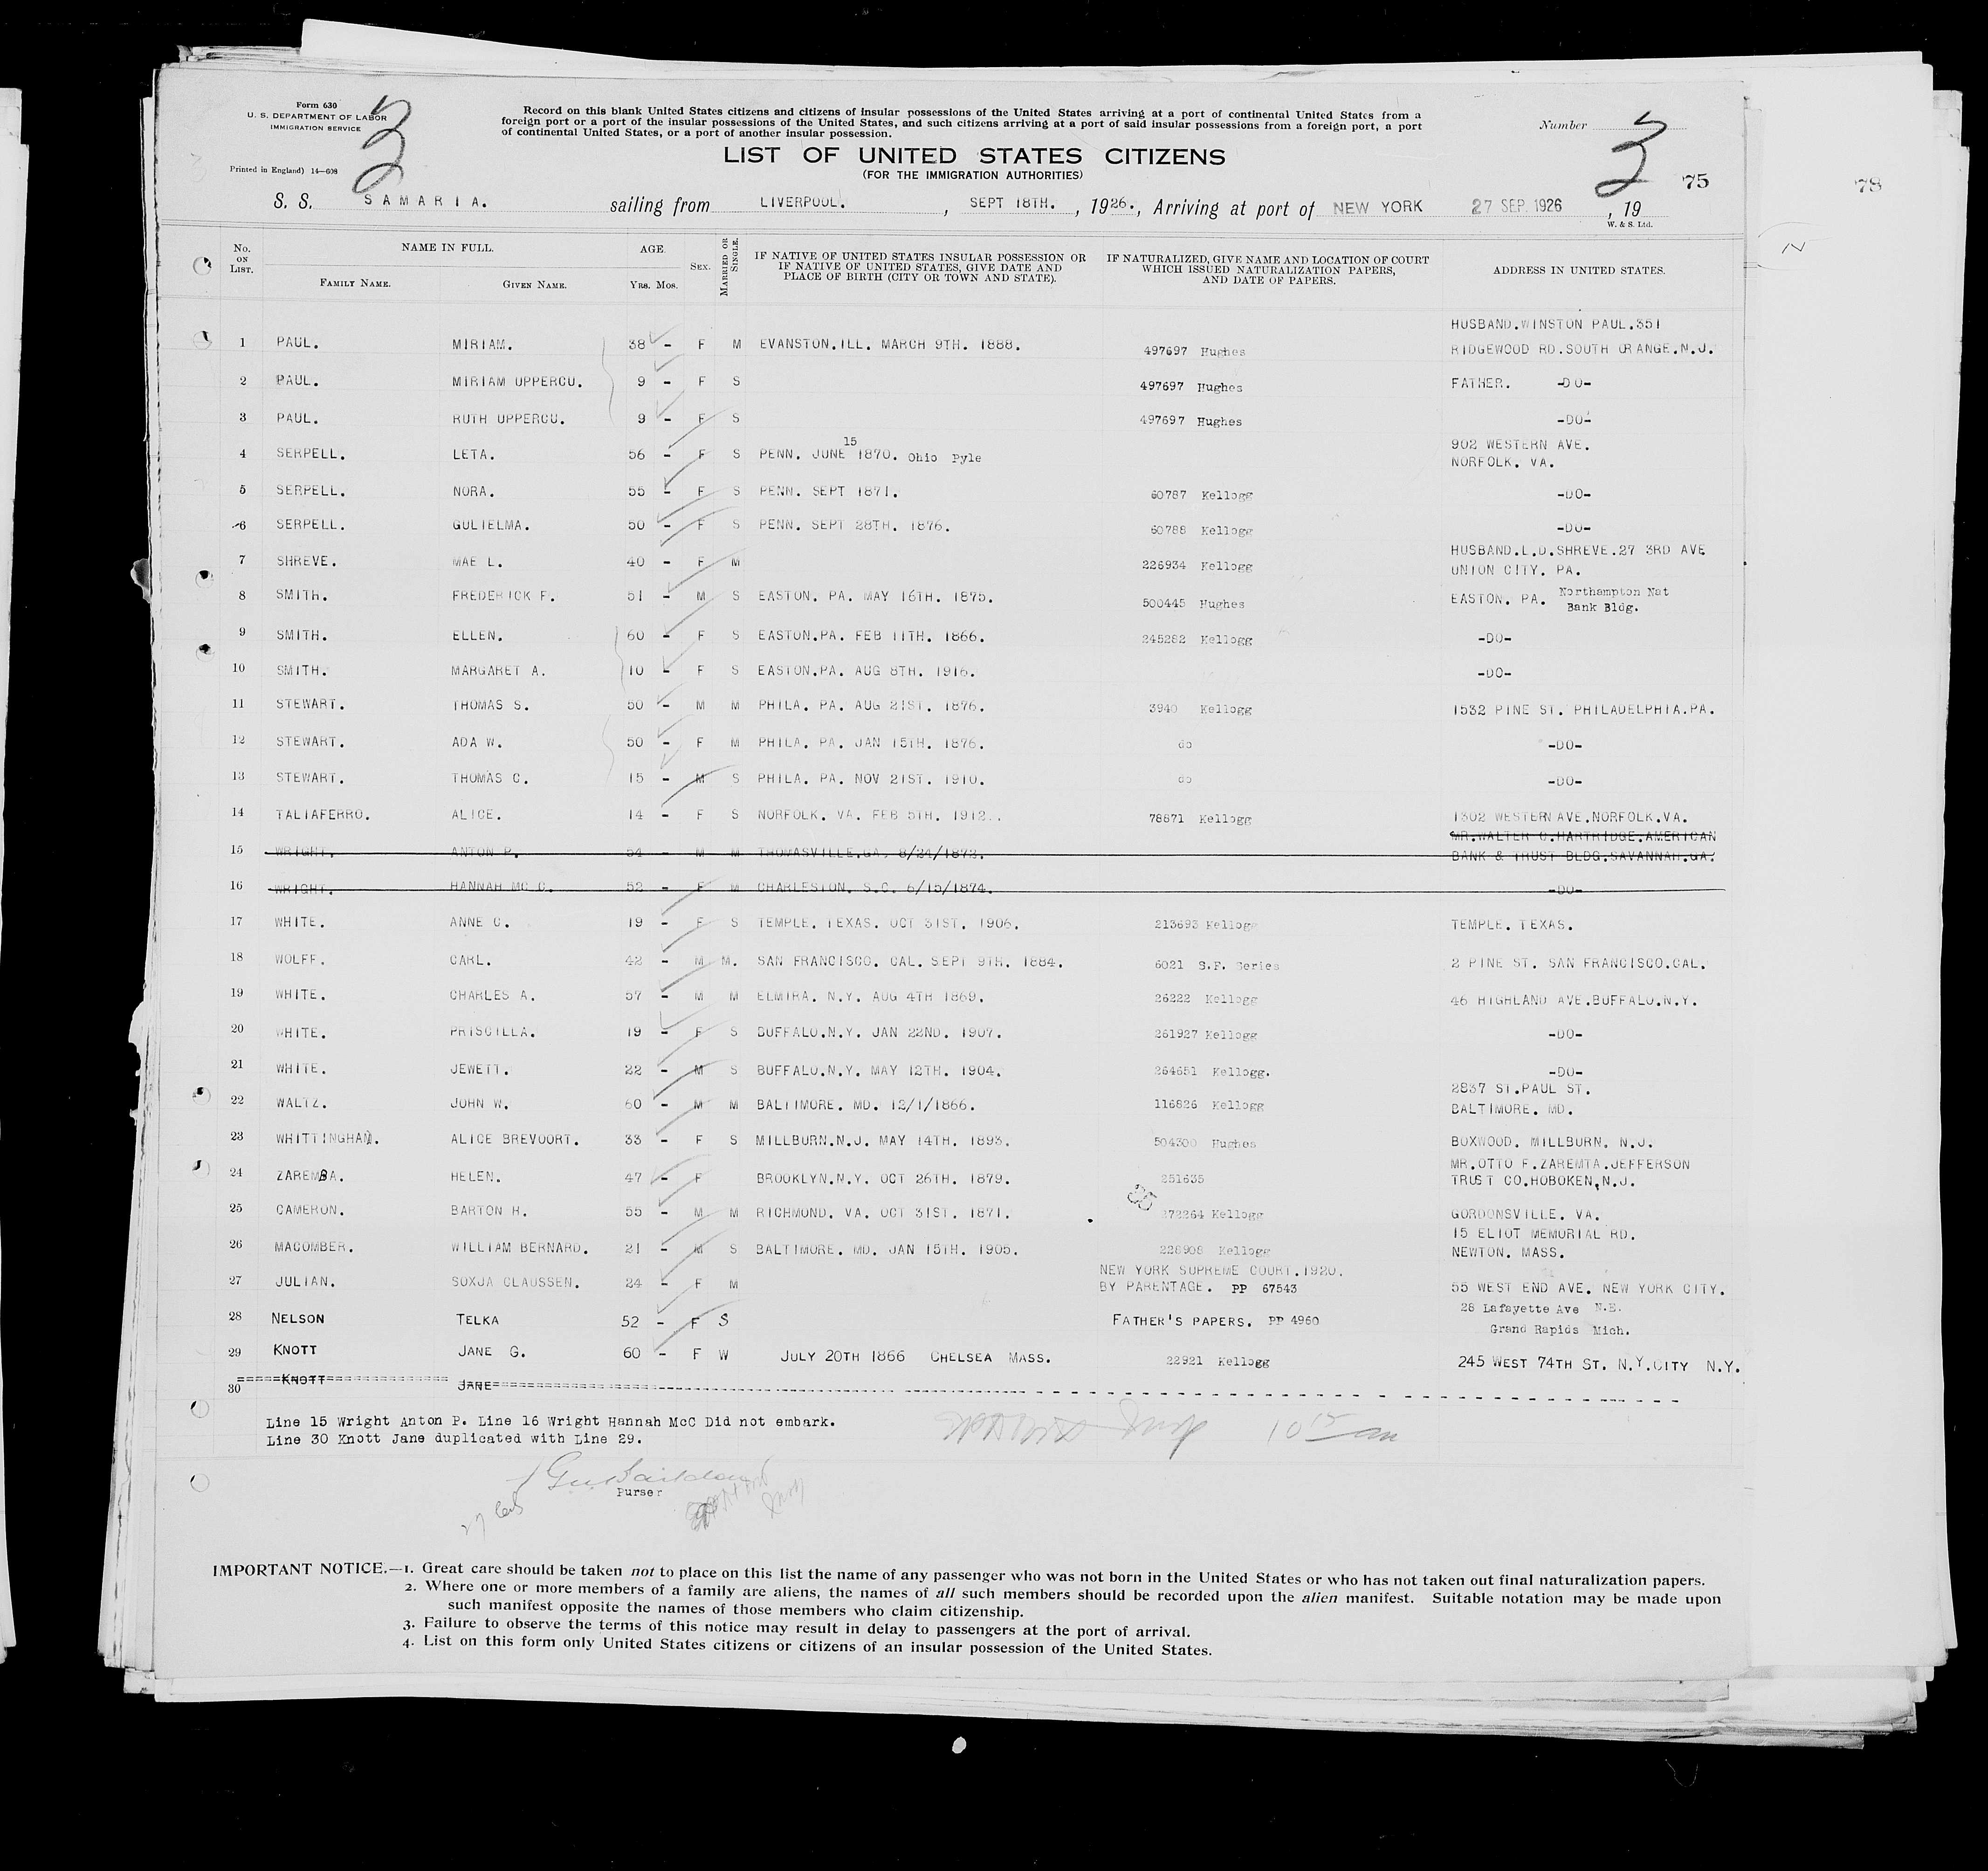 Form 630
U. S. DEPARTMENT OF LABOR
IMMIGRATION SERVICE
Printed in England) 14—608
3
Record on this blank United States citizens and citizens of insular possessions of the United States arriving at a port of continental United States from a
foreign port or a port of the insular possessions of the United States, and such citizens arriving at a port of said insular possessions from a foreign port, a port
of continental United States, or a port of another insular possession.
Number 3
LIST OF UNITED STATES CITIZENS
(FOR THE IMMIGRATION AUTHORITIES)
75
78
S. S. SAMARIA. sailing from LIVERPOOL. , SEPT 18TH. , 1926., Arriving at port of NEW YORK 27 SEP. 1926 , 19
W. & S. Ltd.
No. ON LIST. NAME IN FULL. FAMILY NAME. GIVEN NAME. AGE. YRS. MOS. SEX. MARRIED OR SINGLE. IF NATIVE OF UNITED STATES INSULAR POSSESSION OR IF NATIVE OF UNITED STATES, GIVE DATE AND PLACE OF BIRTH (CITY OR TOWN AND STATE). IF NATURALIZED, GIVE NAME AND LOCATION OF COURT WHICH ISSUED NATURALIZATION PAPERS, AND DATE OF PAPERS. ADDRESS IN UNITED STATES.
HUSBAND.WINSTON PAUL.351
1 PAUL. MIRIAM. 38 - F M EVANSTON.ILL. MARCH 9TH. 1888. 497697 Hughes RIDGEWOOD RD.SOUTH ORANGE.N.J.
2 PAUL. MIRIAM UPPERCU. 9 - F S 497697 Hughes FATHER. -DO-
3 PAUL. RUTH UPPERCU. 9 - F S 497697 Hughes -DO-
4 SERPELL. LETA. 56 - F S PENN. JUNE 15 1870. Ohio Pyle 902 WESTERN AVE.
NORFOLK. VA.
5 SERPELL. NORA. 55 - F S PENN. SEPT 1871. 60787 Kellogg -DO-
6 SERPELL. GULIELMA. 50 - F S PENN. SEPT 28TH. 1876. 60788 Kellogg -DO-
7 SHREVE. MAE L. 40 - F M 226934 Kellogg HUSBAND.L.D.SHREVE.27 3RD AVE
UNION CITY. PA.
8 SMITH. FREDERICK F. 51 - M S EASTON. PA. MAY 16TH. 1875. 500445 Hughes EASTON. PA. Northampton Nat
Bank Bldg.
9 SMITH. ELLEN. 60 - F S EASTON.PA. FEB 11TH. 1866. 245282 Kellogg -DO-
10 SMITH. MARGARET A. 10 - F S EASTON.PA. AUG 8TH. 1916. -DO-
11 STEWART. THOMAS S. 50 - M M PHILA. PA. AUG 21ST. 1876. 3940 Kellogg 1532 PINE ST. PHILADELPHIA.PA.
12 STEWART. ADA W. 50 - F M PHILA. PA. JAN 15TH. 1876. do -DO-
13 STEWART. THOMAS C. 15 - M S PHILA. PA. NOV 21ST. 1910. do -DO-
14 TALIAFERRO. ALICE. 14 - F S NORFOLK. VA. FEB 5TH. 1912.. 78871 Kellogg 1302 WESTERN AVE.NORFOLK.VA.
MR.WALTER C.HARTRIDGE.AMERICAN
15 WRIGHT. ANTON P. 54 - M M THOMASVILLE.GA. 8/24/1872. BANK & TRUST BLDG.SAVANNAH.GA.
16 WRIGHT. HANNAH MC C. 52 - F M CHARLESTON. S.C. 6/15/1874. -DO-
17 WHITE. ANNE C. 19 - F S TEMPLE. TEXAS. OCT 31ST. 1906. 213693 Kellogg TEMPLE. TEXAS.
18 WOLFF. CARL. 42 - M M. SAN FRANCISCO. CAL. SEPT 9TH. 1884. 6021 S.F. Series 2 PINE ST. SAN FRANCISCO.CAL.
19 WHITE. CHARLES A. 57 - M M ELMIRA. N.Y. AUG 4TH 1869. 26222 Kellogg 46 HIGHLAND AVE.BUFFALO.N.Y.
20 WHITE. PRISCILLA. 19 - F S BUFFALO.N.Y. JAN 22ND. 1907. 261927 Kellogg -DO-
21 WHITE. JEWETT. 22 - M S BUFFALO.N.Y. MAY 12TH. 1904. 264651 Kellogg. -DO-
2837 ST.PAUL ST.
22 WALTZ. JOHN W. 60 - M M BALTIMORE. MD. 12/1/1866. 116826 Kellogg BALTIMORE. MD.
23 WHITTINGHAM. ALICE BREVOORT. 33 - F S MILLBURN.N.J. MAY 14TH. 1893. 504300 Hughes BOXWOOD. MILLBURN. N.J.
MR.OTTO F.ZAREMTA.JEFFERSON
24 ZAREMBA. HELEN. 47 - F BROOKLYN.N.Y. OCT 26TH. 1879. 251635 TRUST CO.HOBOKEN,N.J.
25 CAMERON. BARTON H. 55 - M M RICHMOND. VA. OCT 31ST. 1871. 272264 Kellogg GORDONSVILLE. VA.
15 ELIOT MEMORIAL RD.
26 MACOMBER. WILLIAM BERNARD. 21 - M S BALTIMORE. MD. JAN 15TH. 1905. 228908 Kellogg NEWTON. MASS.
NEW YORK SUPREME COURT.1920.
27 JULIAN. SOXJA CLAUSSEN. 24 - F M BY PARENTAGE. PP 67543 55 WEST END AVE. NEW YORK CITY.
28 NELSON TELKA 52 - F S FATHER'S PAPERS. PP 4960 28 Lafayette Ave N.E.
Grand Rapids Mich.
29 KNOTT JANE G. 60 - F W JULY 20TH 1866 CHELSEA MASS. 22921 Kellogg 245 WEST 74TH ST. N.Y.CITY N.Y.
30 KNOTT JANE
Line 15 Wright Anton P. Line 16 Wright Hannah McC Did not embark.
Line 30 Knott Jane duplicated with Line 29.
10 15 am
Purser
IMPORTANT NOTICE.—1. Great care should be taken not to place on this list the name of any passenger who was not born in the United States or who has not taken out final naturalization papers.
2. Where one or more members of a family are aliens, the names of all such members should be recorded upon the alien manifest. Suitable notation may be made upon
such manifest opposite the names of those members who claim citizenship.
3. Failure to observe the terms of this notice may result in delay to passengers at the port of arrival.
4. List on this form only United States citizens or citizens of an insular possession of the United States.